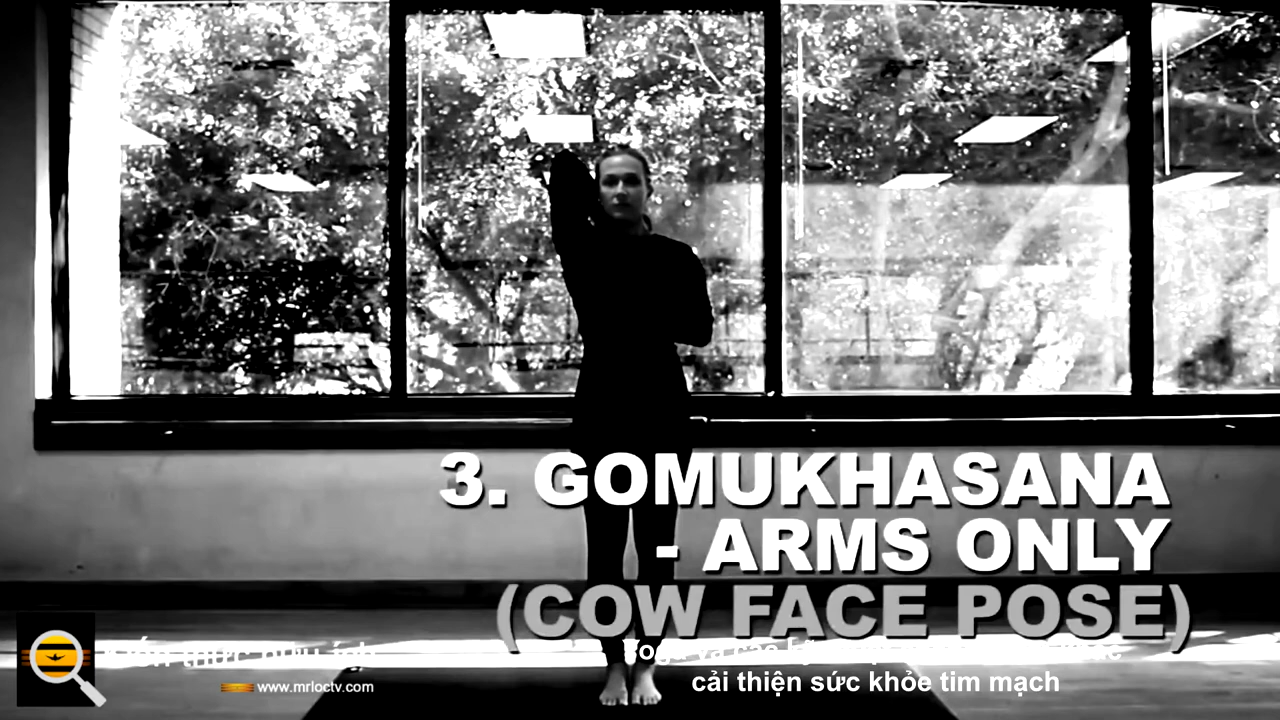 3. GOMUKHASANA
- ARMS ONLY
(COW FACE POSE)
www.mrloctv.com
cải thiện sức khỏe tim mạch